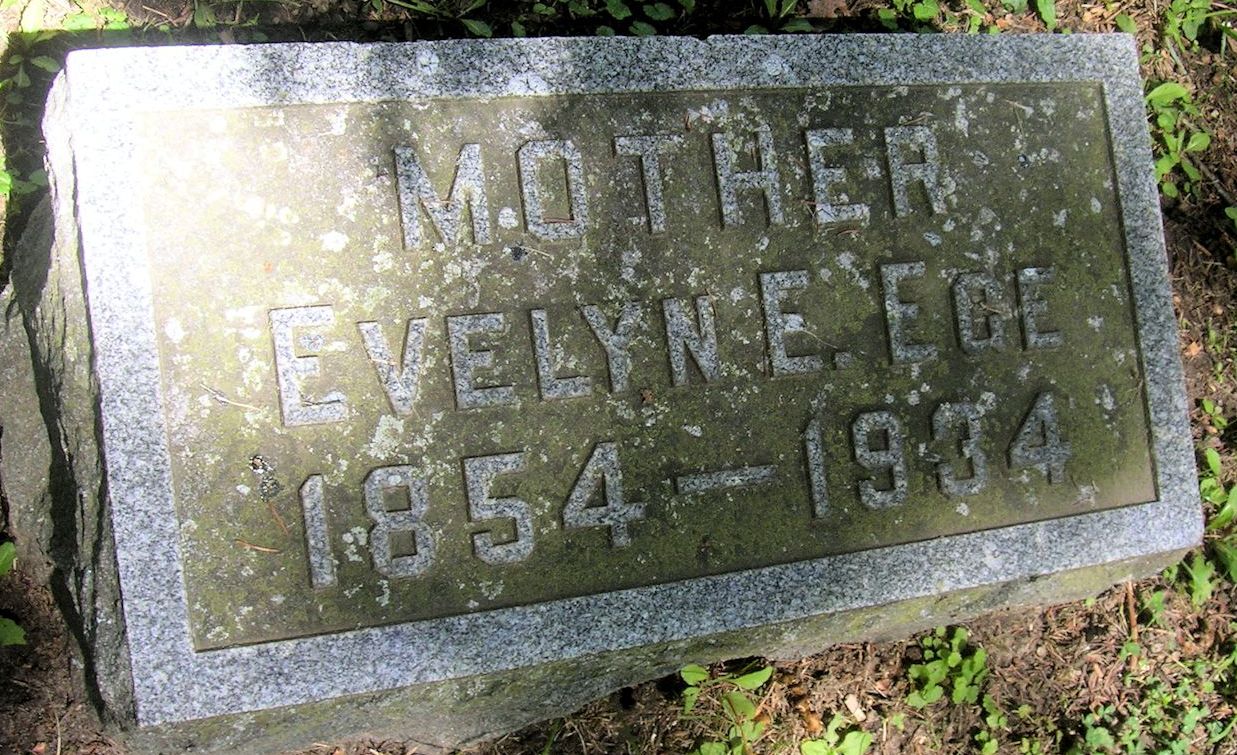 MOTHER
EVELYN E. EGE
1854 — 1934